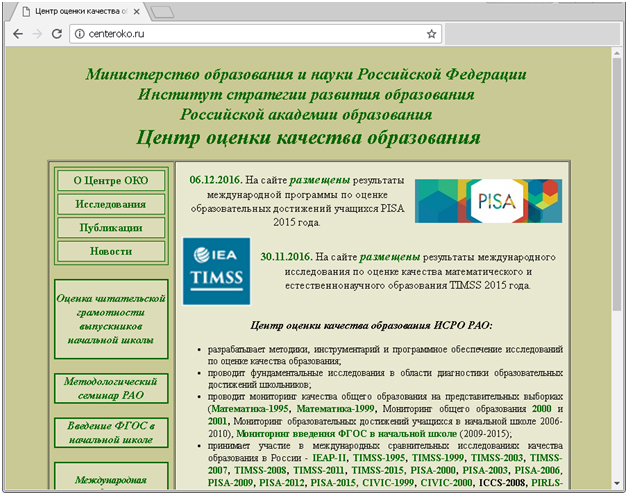 Центр оценки качества об
centeroko.ru
Министерство образования и науки Российской Федерации
Институт стратегии развития образования
Российской академии образования
Центр оценки качества образования
О Центре ОКО
Исследования
Публикации
Новости
Оценка читательской
грамотности
выпускников
начальной школы
Методологический
семинар РАО
Введение ФГОС в
начальной школе
Международная
06.12.2016. На сайте размещены результаты
международной программы по оценке
образовательных достижений учащихся PISA
2015 года.
PISA
IEA
TIMSS
30.11.2016. На сайте размещены результаты международного
исследования по оценке качества математического и
естественнонаучного образования TIMSS 2015 года.
Центр оценки качества образования ИСРО РАО:
• разрабатывает методики, инструментарий и программное обеспечение исследований
по оценке качества образования;
• проводит фундаментальные исследования в области диагностики образовательных
достижений школьников;
• проводит мониторинг качества общего образования на представительных выборках
(Математика-1995, Математика-1999, Мониторинг общего образования 2000 и
2001, Мониторинг образовательных достижений учащихся в начальной школе 2006-
2010), Мониторинг введения ФГОС в начальной школе (2009-2015);
• принимает участие в международных сравнительных исследованиях качества
образования в России - IEAP-II, TIMSS-1995, TIMSS-1999, TIMSS-2003, TIMSS-
2007, TIMSS-2008, TIMSS-2011, TIMSS-2015, PISA-2000, PISA-2003, PISA-2006,
PISA-2009, PISA-2012, PISA-2015, CIVIC-1999, CIVIC-2000, ICCS-2008, PIRLS-